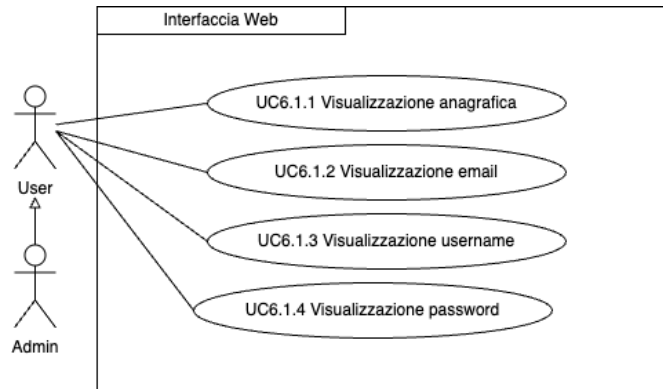 Interfaccia Web
UC6.1.1 Visualizzazione anagrafica
UC6.1.2 Visualizzazione email
User
UC6.1.3 Visualizzazione username
UC6.1.4 Visualizzazione password
Admin